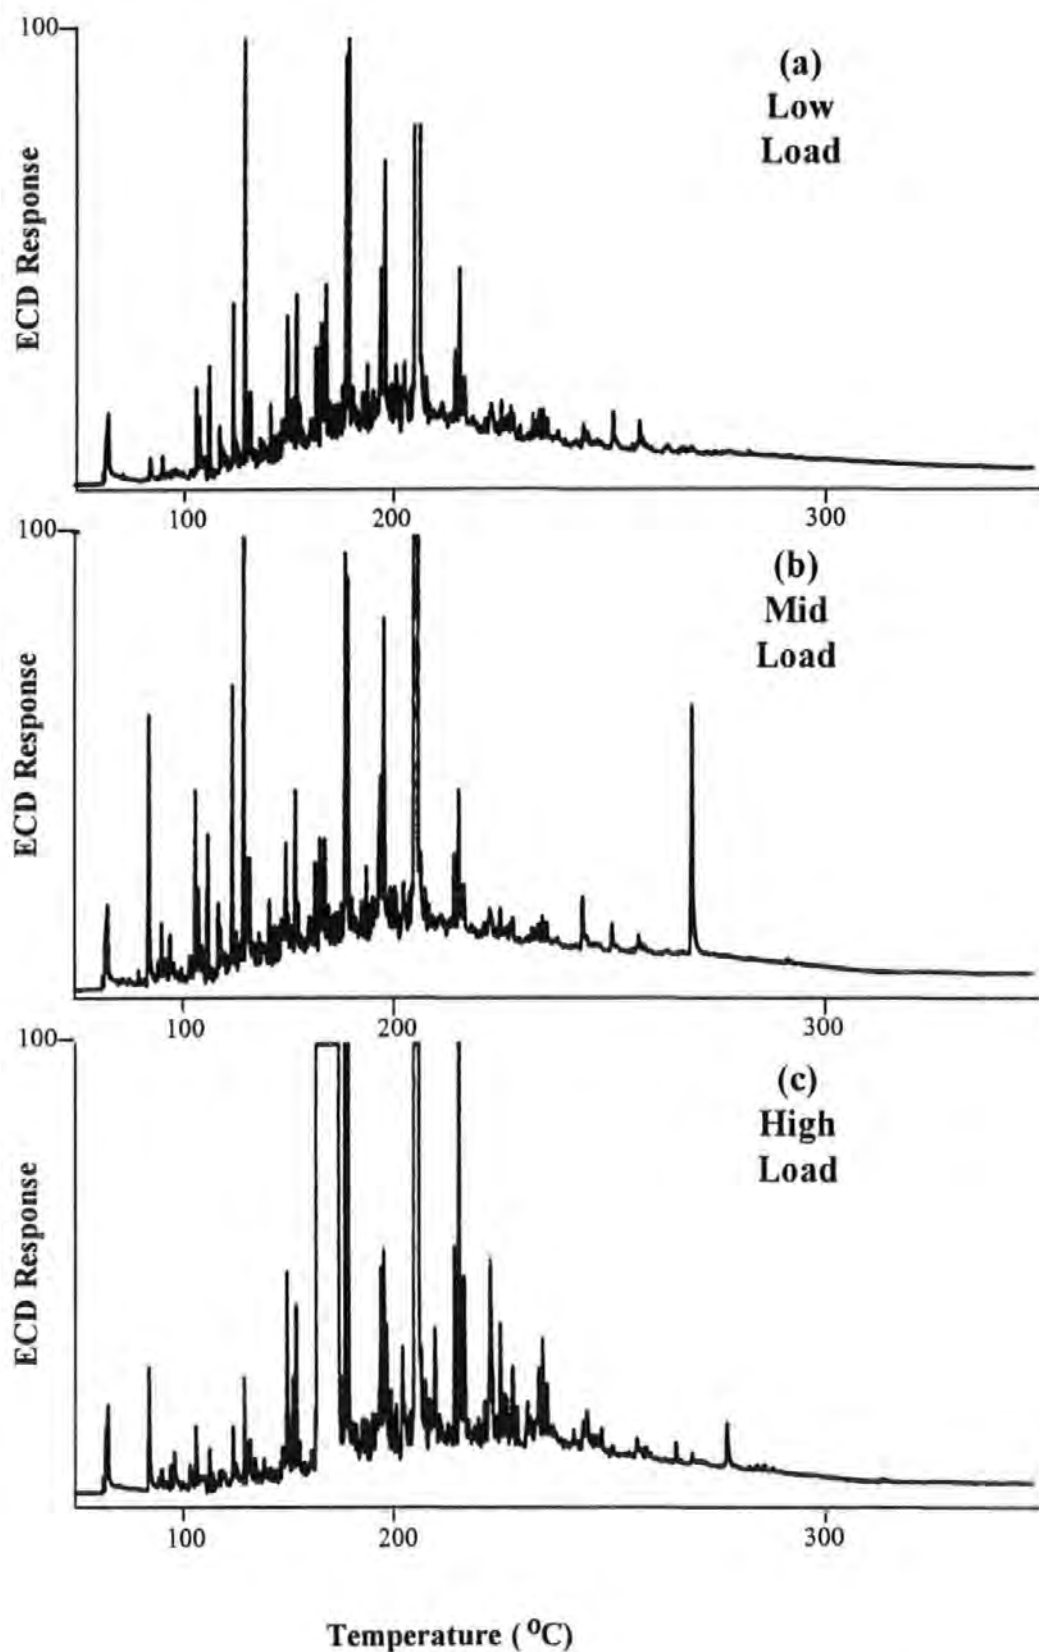 100
(a)
Low
Load
ECD Response
100 200 300
100
(b)
Mid
Load
ECD Response
100 200 300
100
(c)
High
Load
ECD Response
100 200 300
Temperature (°C)